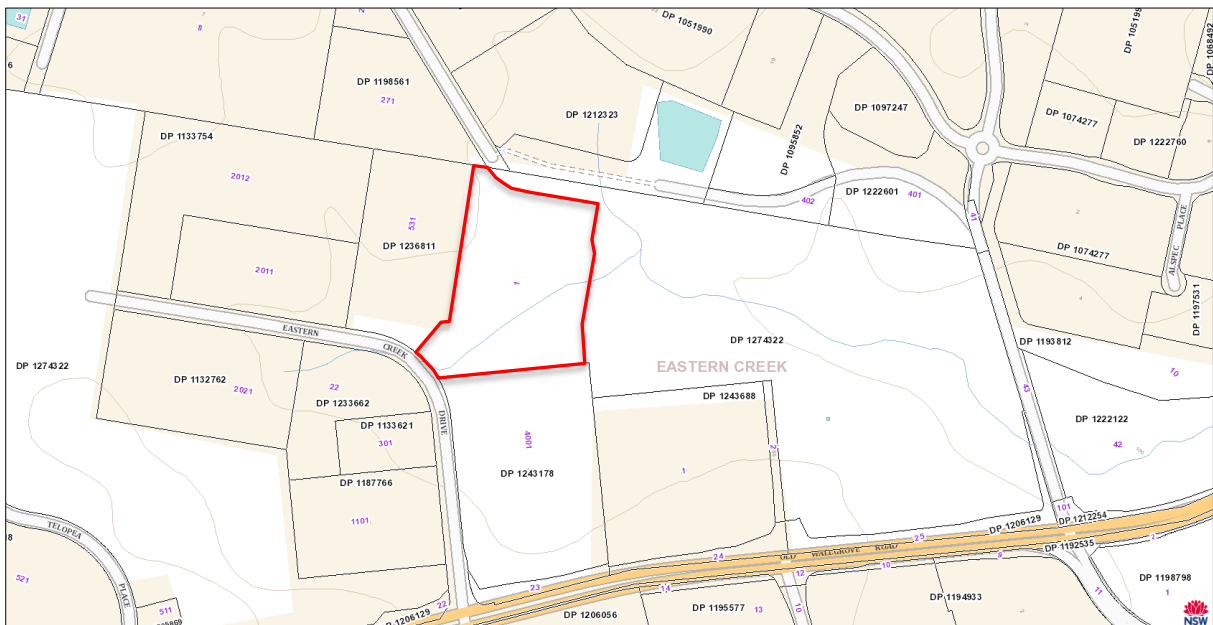 31
8
DP 1051990
DP 105199
DP 1068492
6
DP 1198561
271
DP 1212323
DP 1097247
DP 1074277
DP 1222760
DP 1133754
DP 1095852
2012
531
DP 1222601
401
402
41
ALSPEC PLACE
DP 1236811
DP 1074277
2011
1
DP 1197531
EASTERN CREEK DRIVE
DP 1274322
DP 1193812
DP 1274322
EASTERN CREEK
10
DP 1132762
2021
22
DP 1233662
DP 1243688
43
DP 1222122
42
DP 1133621
301
4001
2
DP 1243178
1
DP 1187766
1101
101
DP 1206129
DP 1212254
TELOPEA PLACE
25
OLD WALLGROVE ROAD
DP 1192535
2
24
9
521
23
14
12
10
DP 1198798
1
511
22
DP 1206129
DP 1206056
DP 1195577
13
10
DP 1194933
11
NSW